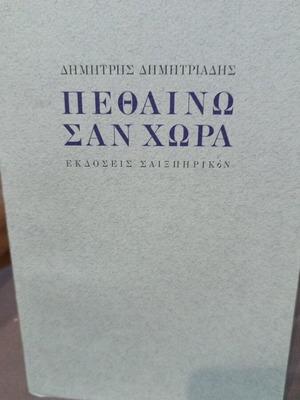 ΔΗΜΗΤΡΗΣ ΔΗΜΗΤΡΙΑΔΗΣ
ΠΕΘΑΙΝΩ
ΣΑΝ ΧΩΡΑ
ΕΚΔΟΣΕΙΣ ΣΑΙΞΠΗΡΙΚόΝ